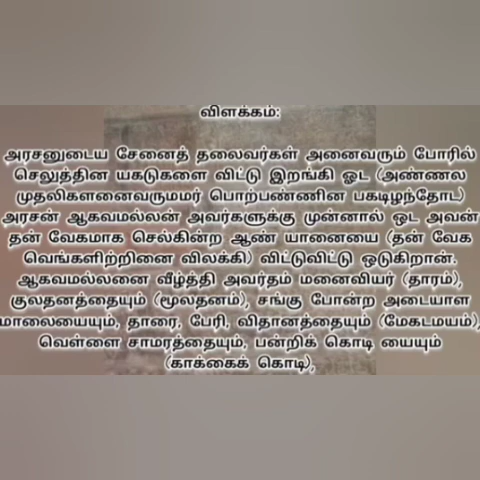 விளக்கம்:
அரசனுடைய சேனைத் தலைவர்கள் அனைவரும் போரில்
செலுத்தின யகடுகளை விட்டு இறங்கி ஓட (அண்ணல
முதலிகளனைவருமமர் பொற்பண்ணின பகடிழந்தோட)
அரசன் ஆகவமல்லன் அவர்களுக்கு முன்னால் ஒட அவன்
தன் வேகமாக செல்கின்ற ஆண் யானையை (தன் வேக
வெங்களிற்றினை விலக்கி) விட்டுவிட்டு ஒடுகிறான்.
ஆகவமல்லனை வீழ்த்தி அவர்தம் மனைவியர் (தாரம்),
குலதனத்தையும் (மூலதனம்), சங்கு போன்ற அடையாள
மாலையையும், தாரை, பேரி, விதானத்தையும் (மேகடமயம்),
வெள்ளை சாமரத்தையும், பன்றிக் கொடி யையும்
(காக்கைக் கொடி),